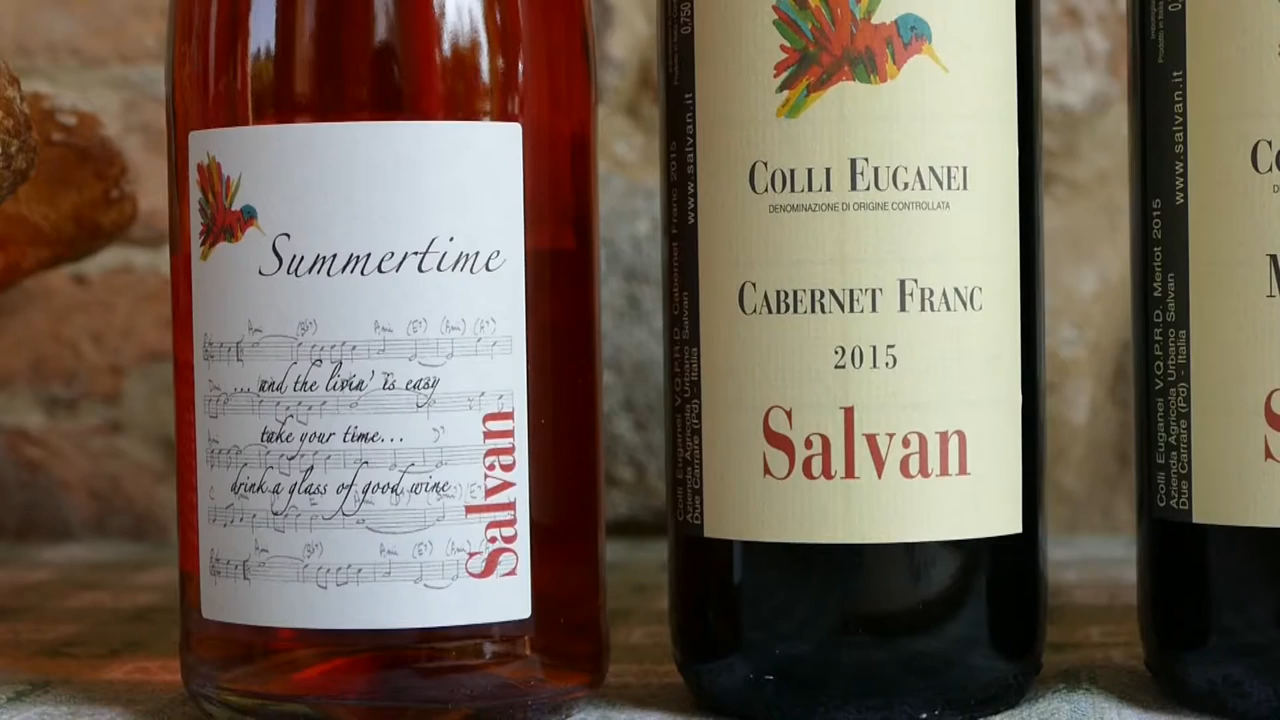 Summertime
... and the livin' is easy
take your time...
drink a glass of good wine
Salvan
0,750
www.salvan.it
Colli Euganei V.Q.P.R.D. Cabernet Franc 2015
Azienda Agricola Urbano Salvan
Due Carrare (Pd) - Italia
COLLI EUGANEI
DENOMINAZIONE DI ORIGINE CONTROLLATA
CABERNET FRANC
2015
Salvan
www.salvan.it
Colli Euganei V.Q.P.R.D. Merlot 2015
Azienda Agricola Urbano Salvan
Due Carrare (Pd) - Italia